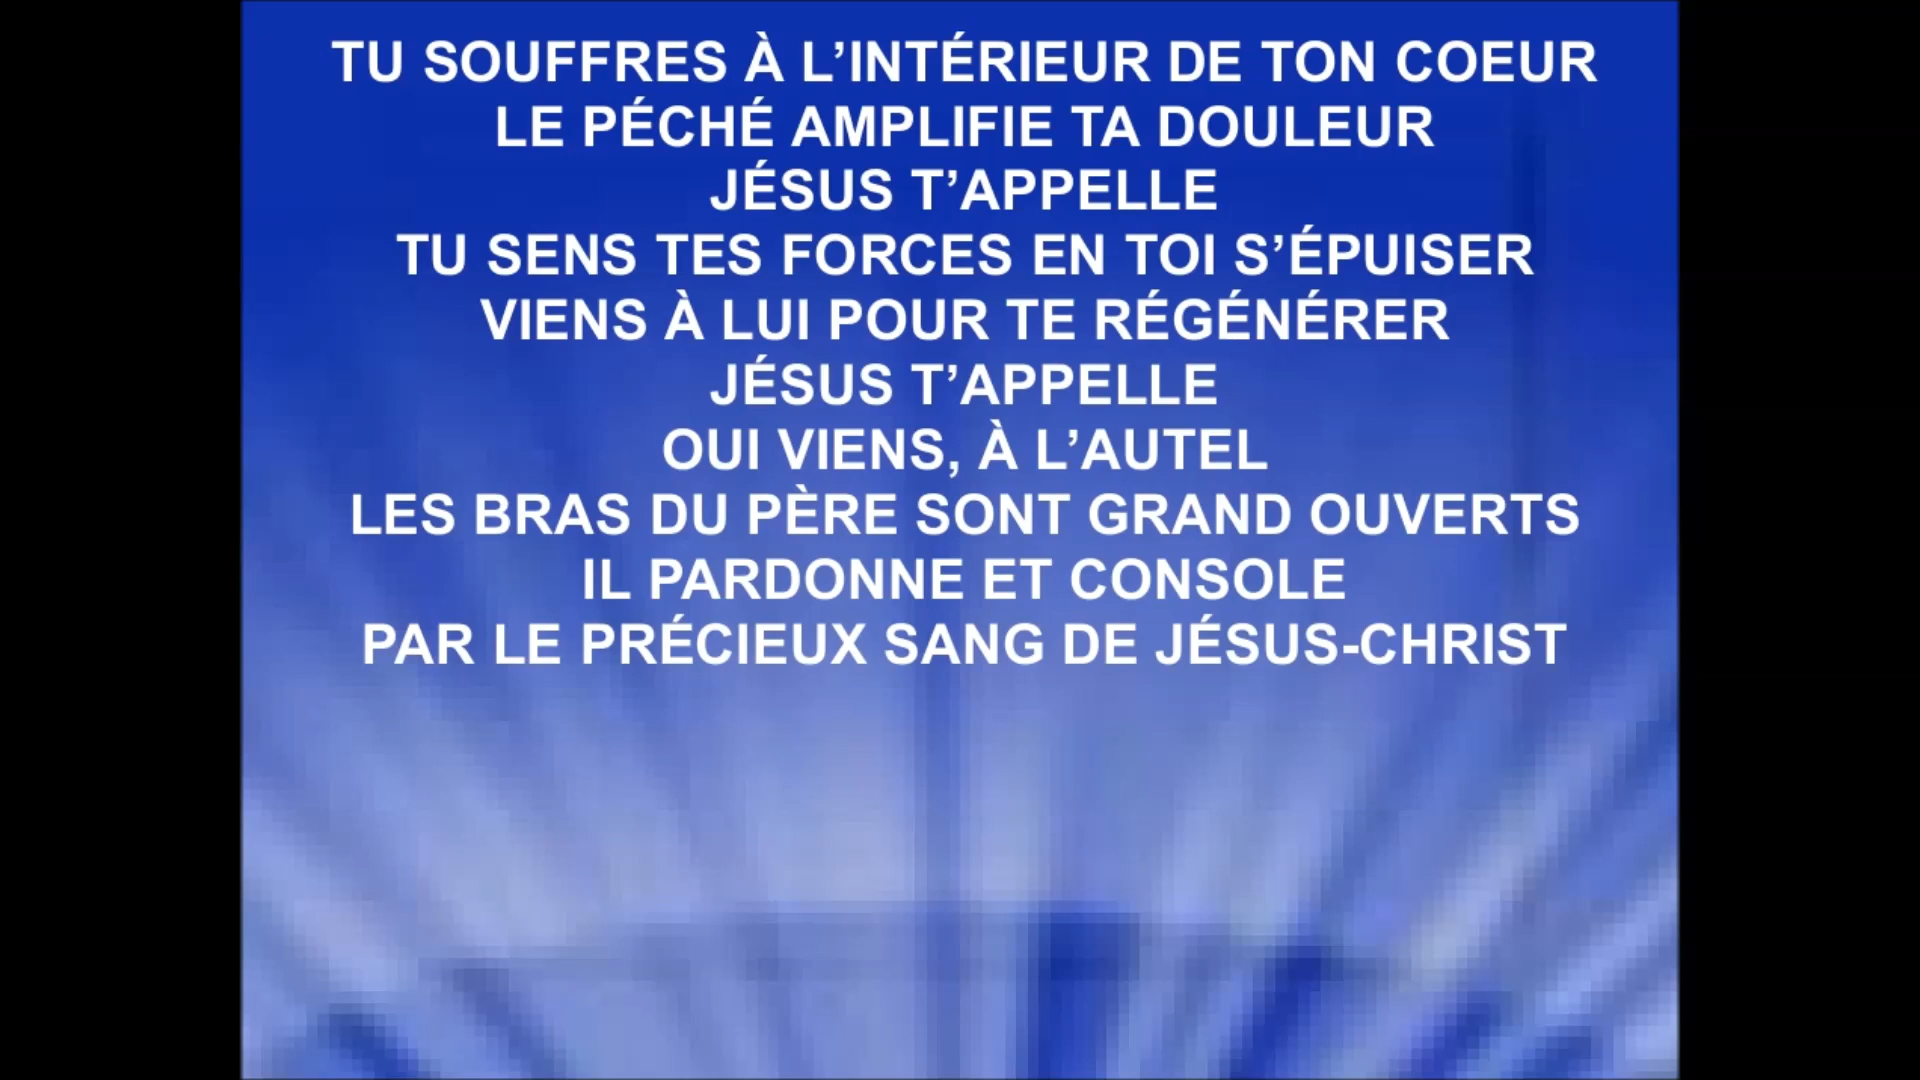 TU SOUFFRES À L’INTÉRIEUR DE TON COEUR
LE PÉCHÉ AMPLIFIE TA DOULEUR
JÉSUS T’APPELLE
TU SENS TES FORCES EN TOI S’ÉPUISER
VIENS À LUI POUR TE RÉGÉNÉRER
JÉSUS T’APPELLE
OUI VIENS, À L’AUTEL
LES BRAS DU PÈRE SONT GRAND OUVERTS
IL PARDONNE ET CONSOLE
PAR LE PRÉCIEUX SANG DE JÉSUS-CHRIST